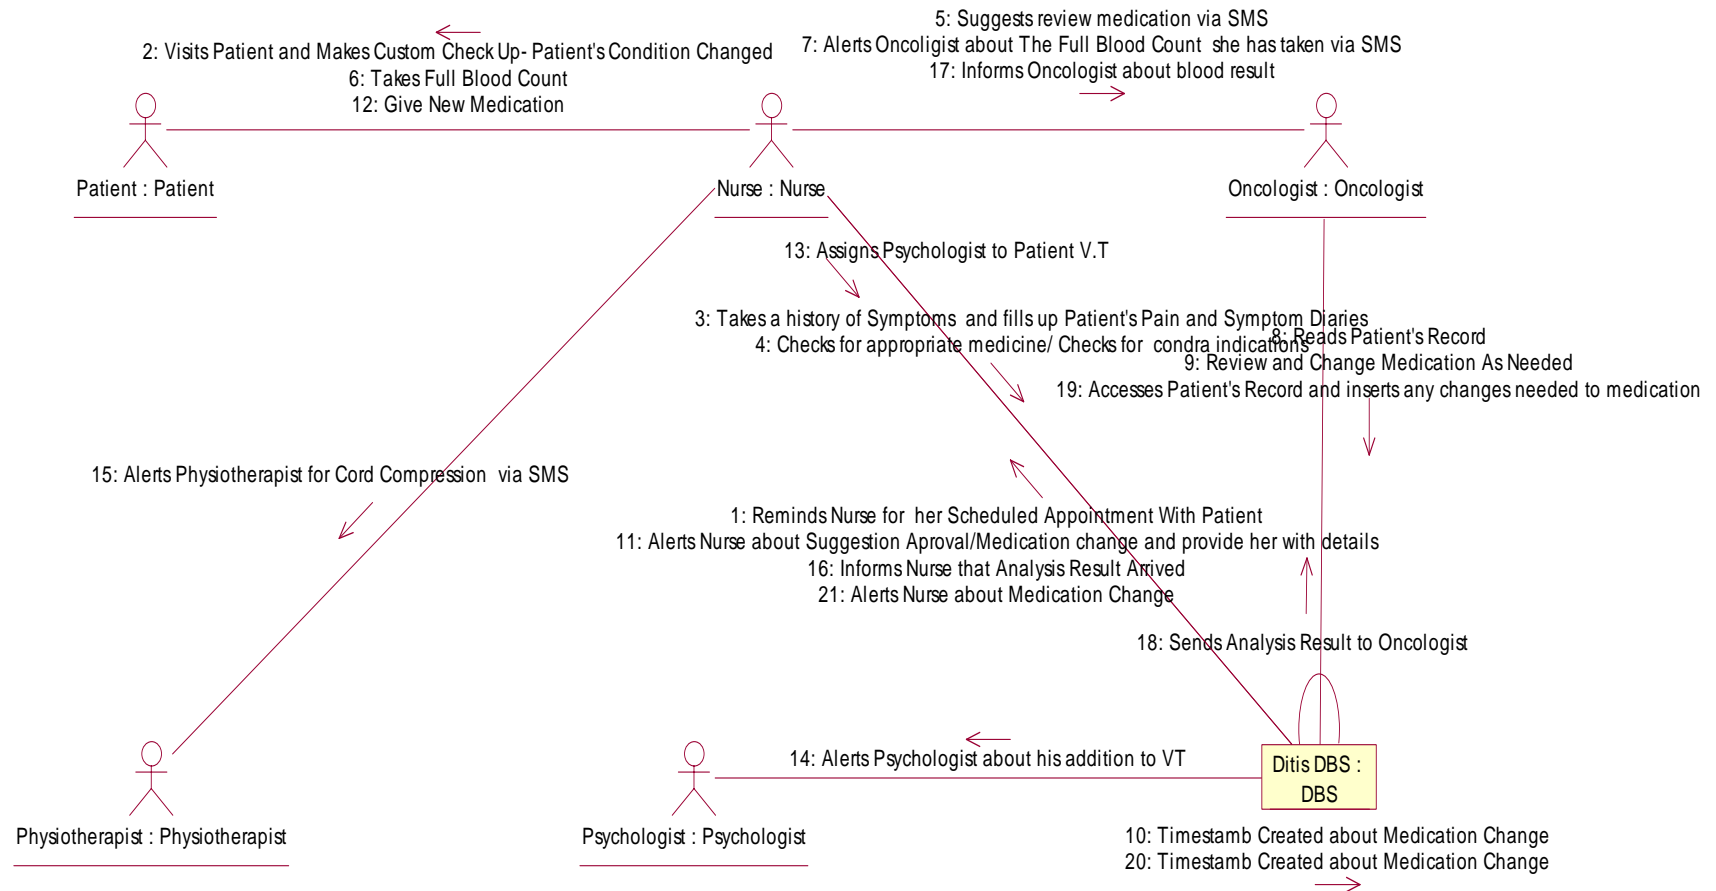 5: Suggests review medication via SMS
2: Visits Patient and Makes Custom Check Up- Patient's Condition Changed
7: Alerts Oncoligist about The Full Blood Count she has taken via SMS
6: Takes Full Blood Count
17: Informs Oncologist about blood result
12: Give New Medication
Patient : Patient
Nurse : Nurse
Oncologist : Oncologist
13: Assigns Psychologist to Patient V.T
3: Takes a history of Symptoms and fills up Patient's Pain and Symptom Diaries
4: Checks for appropriate medicine/ Checks for condra indications
8: Reads Patient's Record
9: Review and Change Medication As Needed
19: Accesses Patient's Record and inserts any changes needed to medication
15: Alerts Physiotherapist for Cord Compression via SMS
1: Reminds Nurse for her Scheduled Appointment With Patient
11: Alerts Nurse about Suggestion Aproval/Medication change and provide her with details
16: Informs Nurse that Analysis Result Arrived
21: Alerts Nurse about Medication Change
18: Sends Analysis Result to Oncologist
14: Alerts Psychologist about his addition to VT
Ditis DBS :
DBS
Physiotherapist : Physiotherapist
Psychologist : Psychologist
10: Timestamb Created about Medication Change
20: Timestamb Created about Medication Change